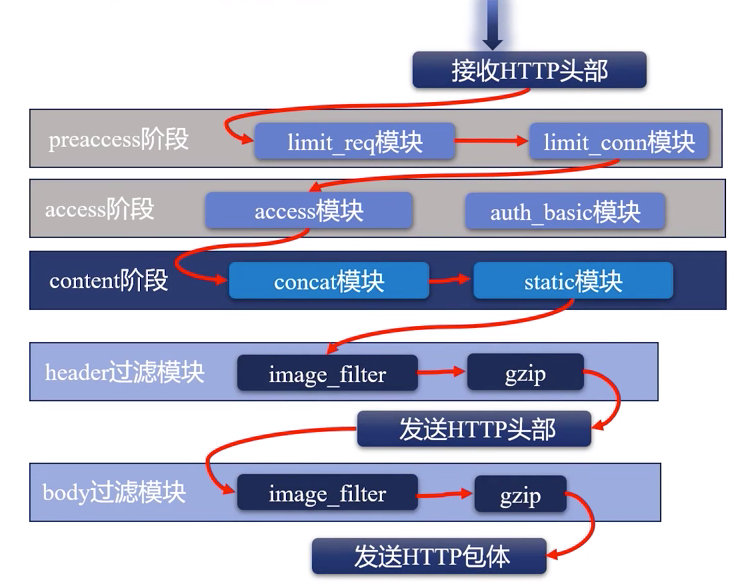 接收HTTP头部
preaccess阶段 limit_req模块 limit_conn模块
access阶段 access模块 auth_basic模块
content阶段 concat模块 static模块
header过滤模块 image_filter gzip
发送HTTP头部
body过滤模块 image_filter gzip
发送HTTP包体